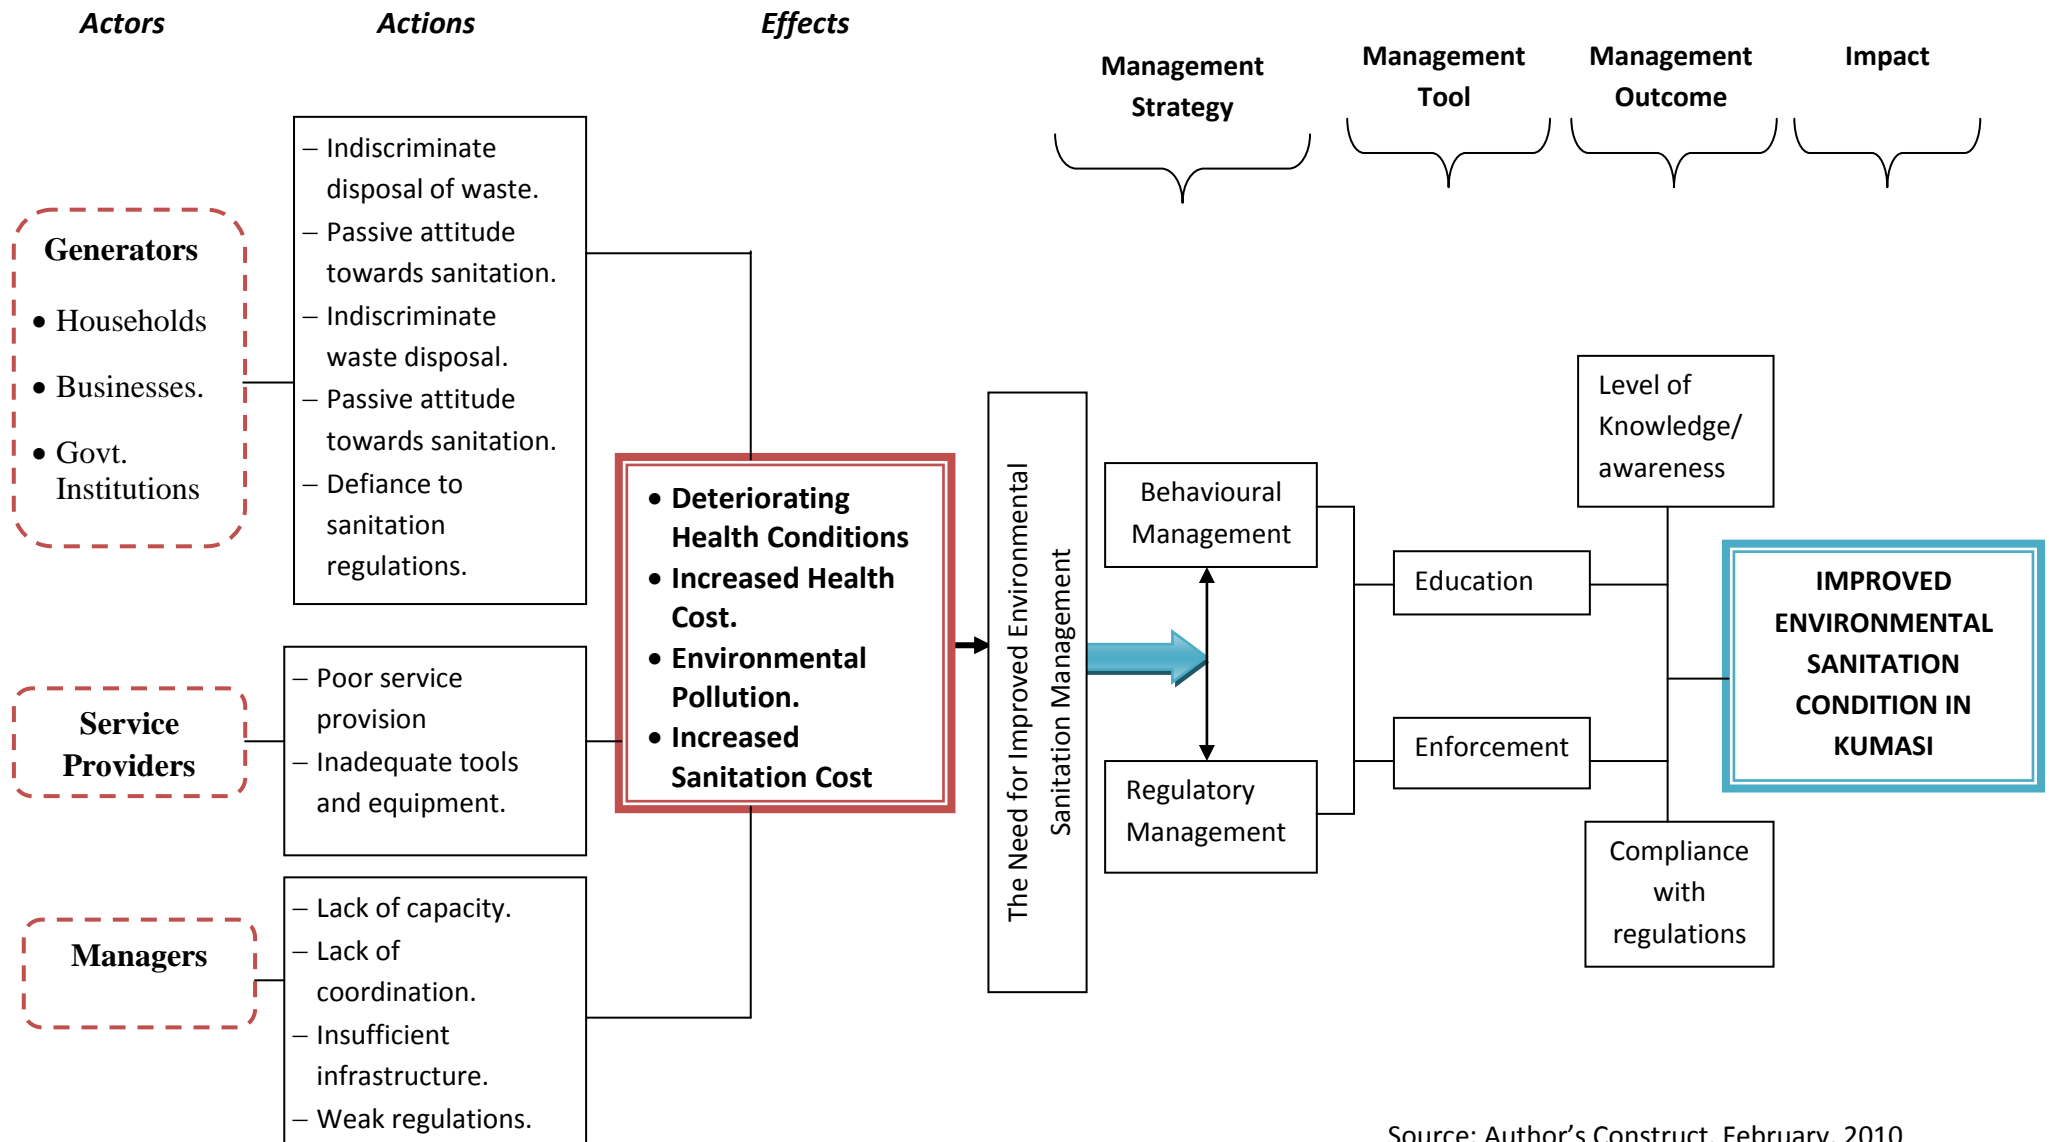 Actors
Actions
Effects
Management
Strategy
Management
Tool
Management
Outcome
Impact
Generators
• Households
• Businesses.
• Govt.
Institutions
– Indiscriminate
disposal of waste.
– Passive attitude
towards sanitation.
– Indiscriminate
waste disposal.
– Passive attitude
towards sanitation.
– Defiance to
sanitation
regulations.
Service
Providers
– Poor service
provision
– Inadequate tools
and equipment.
Managers
– Lack of capacity.
– Lack of
coordination.
– Insufficient
infrastructure.
– Weak regulations.
• Deteriorating
Health Conditions
• Increased Health
Cost.
• Environmental
Pollution.
• Increased
Sanitation Cost
The Need for Improved Environmental
Sanitation Management
Behavioural
Management
Regulatory
Management
Education
Enforcement
Level of
Knowledge/
awareness
Compliance
with
regulations
IMPROVED
ENVIRONMENTAL
SANITATION
CONDITION IN
KUMASI
Source: Author's Construct, February, 2010